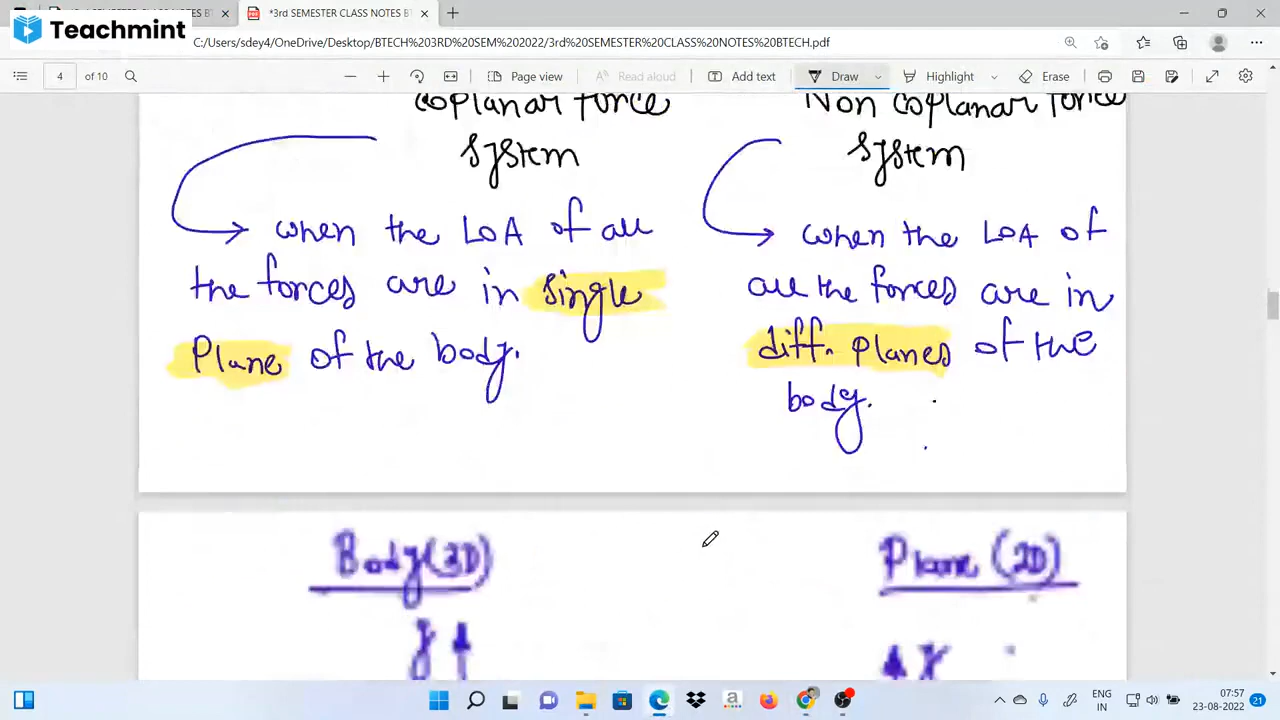 *3rd SEMESTER CLASS NOTES BT
Teachmint
C:/Users/sdey4/OneDrive/Desktop/BTECH%203RD%20SEM%202022/3rd%20SEMESTER%20CLASS%20NOTES%20BTECH.pdf
4 of 10 Page view Read aloud Add text Draw Highlight Erase
Coplanar force
system
when the LOA of all
the forces are in single
Plane of the body.
Non Coplanar force
system
when the LOA of
all the forces are in
diff. planes of the
body.
Body (3D)
y
Plane (2D)
y
ENG
IN
07:57
23-08-2022
21